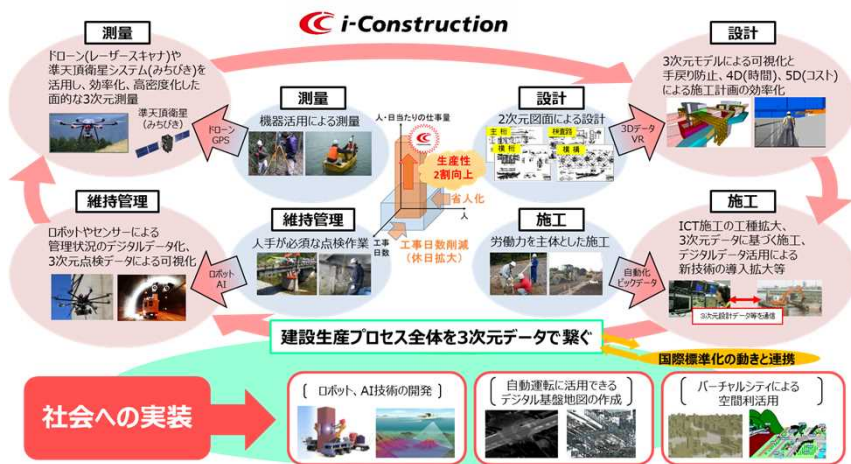 i-Construction
測量
ドローン(レーザースキャナ)や
準天頂衛星システム(みちびき)を
活用し、効率化、高密度化した
面的な3次元測量
準天頂衛星
(みちびき)
ドローン
GPS
測量
機器活用による測量
人・日当たりの仕事量
生産性
2割向上
省人化
人
工事
日数
工事日数削減
(休日拡大)
設計
2次元図面による設計
主桁
検査路
横桁
横構
3Dデータ
VR
設計
3次元モデルによる可視化と
手戻り防止、4D(時間)、5D(コスト)
による施工計画の効率化
維持管理
ロボットやセンサーによる
管理状況のデジタルデータ化、
3次元点検データによる可視化
ロボット
AI
維持管理
人手が必須な点検作業
施工
労働力を主体とした施工
自動化
ビックデータ
施工
ICT施工の工種拡大、
3次元データに基づく施工、
デジタルデータ活用による
新技術の導入拡大等
3次元設計データ等を通信
建設生産プロセス全体を3次元データで繋ぐ
国際標準化の動きと連携
社会への実装
ロボット、AI技術の開発
自動運転に活用できる
デジタル基盤地図の作成
バーチャルシティによる
空間利活用